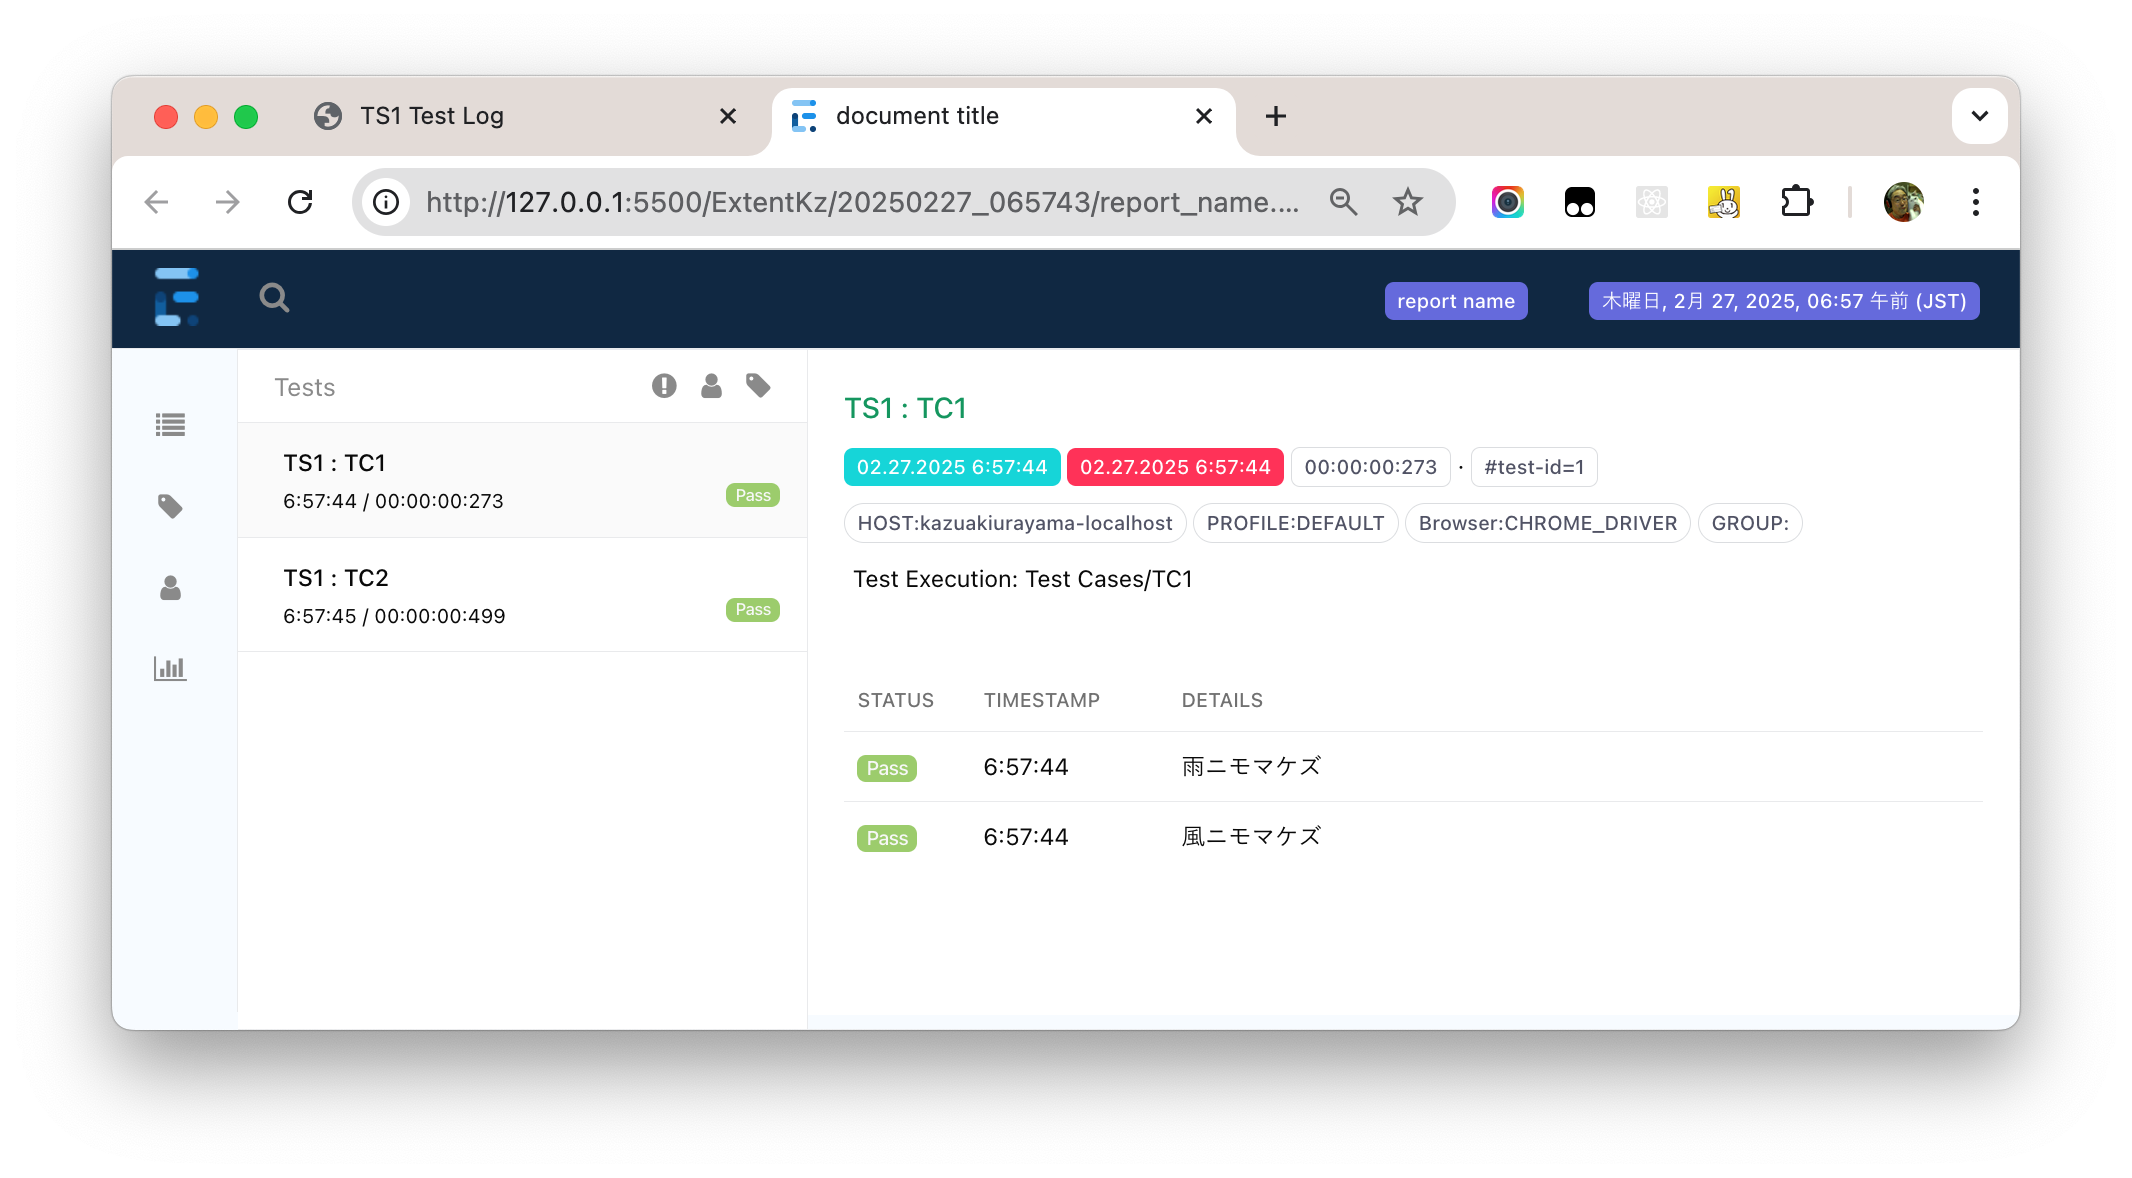 TS1 Test Log
document title
http://127.0.0.1:5500/ExtentKz/20250227_065743/report_name....
report name
木曜日, 2月 27, 2025, 06:57 午前 (JST)
Tests
TS1 : TC1
6:57:44 / 00:00:00:273
Pass
TS1 : TC2
6:57:45 / 00:00:00:499
Pass
TS1 : TC1
02.27.2025 6:57:44 02.27.2025 6:57:44 00:00:00:273 · #test-id=1
HOST:kazuakiurayama-localhost PROFILE:DEFAULT Browser:CHROME_DRIVER GROUP:
Test Execution: Test Cases/TC1
STATUS TIMESTAMP DETAILS
Pass 6:57:44 雨ニモマケズ
Pass 6:57:44 風ニモマケズ